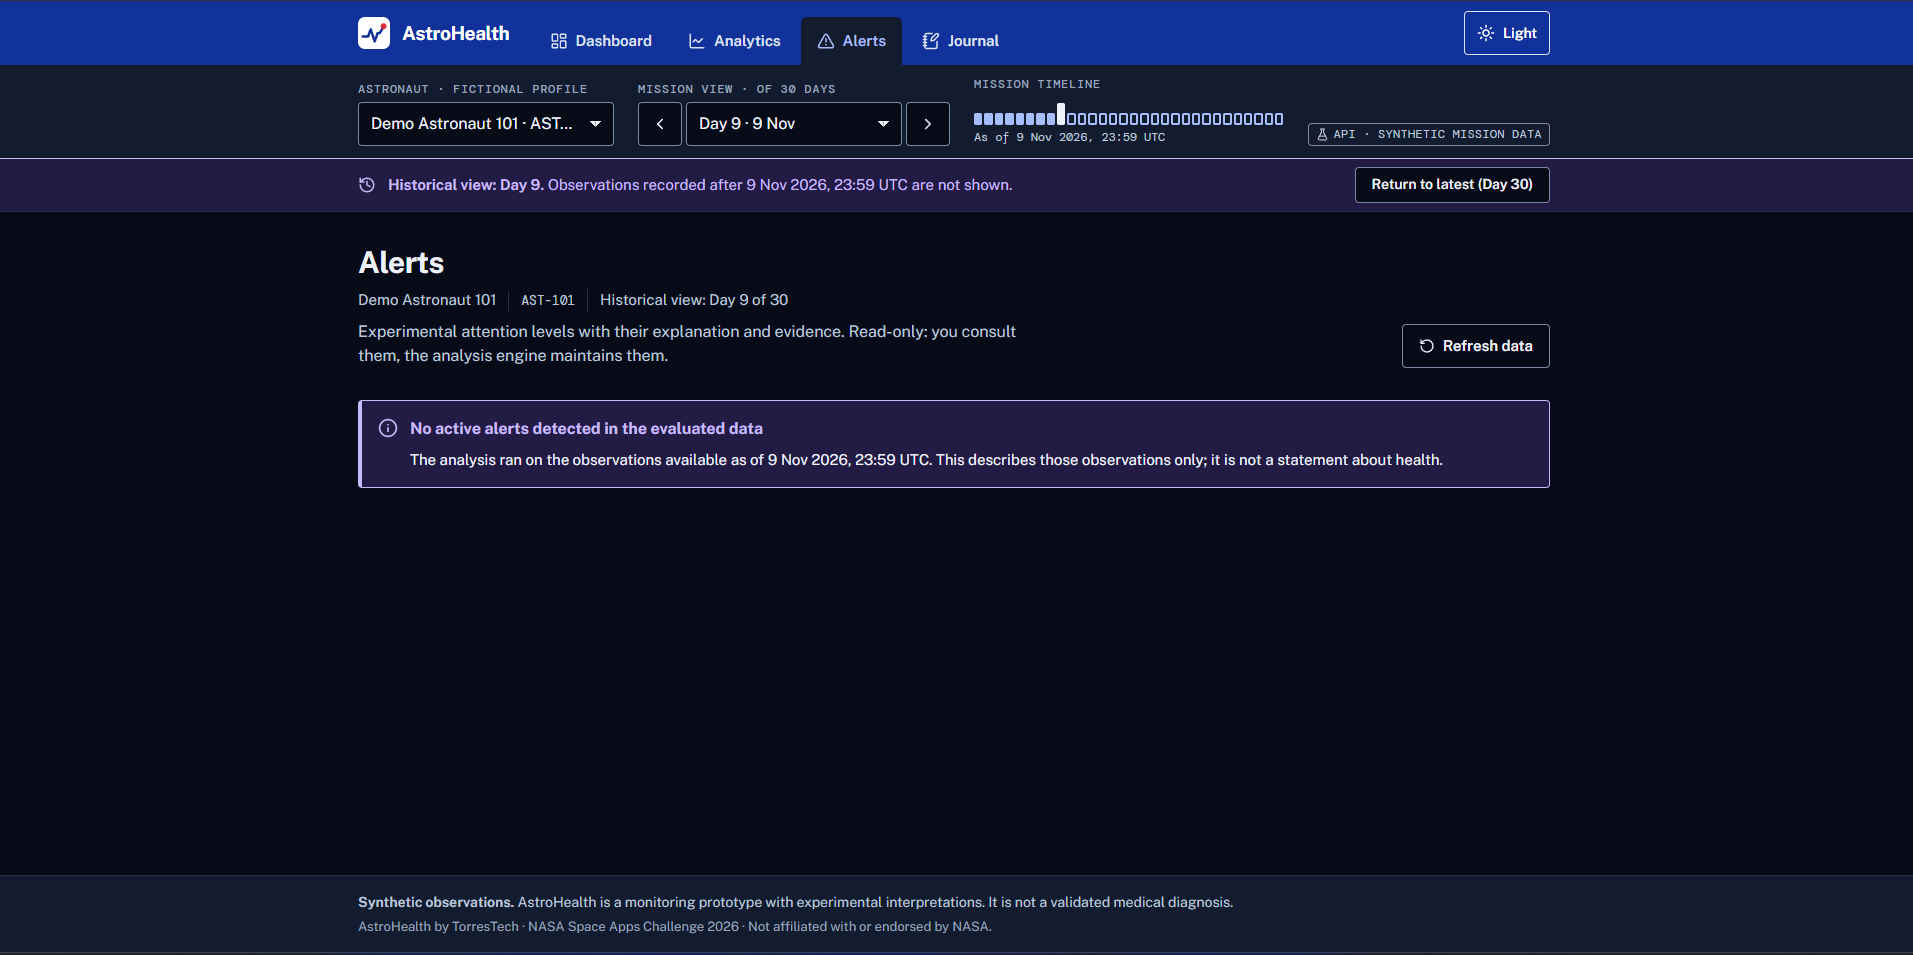 AstroHealth
Dashboard
Analytics
Alerts
Journal
Light
ASTRONAUT · FICTIONAL PROFILE
Demo Astronaut 101 · AST...
MISSION VIEW · OF 30 DAYS
Day 9 · 9 Nov
MISSION TIMELINE
As of 9 Nov 2026, 23:59 UTC
API · SYNTHETIC MISSION DATA
Historical view: Day 9. Observations recorded after 9 Nov 2026, 23:59 UTC are not shown.
Return to latest (Day 30)
Alerts
Demo Astronaut 101 AST-101 Historical view: Day 9 of 30
Experimental attention levels with their explanation and evidence. Read-only: you consult
them, the analysis engine maintains them.
Refresh data
No active alerts detected in the evaluated data
The analysis ran on the observations available as of 9 Nov 2026, 23:59 UTC. This describes those observations only; it is not a statement about health.
Synthetic observations. AstroHealth is a monitoring prototype with experimental interpretations. It is not a validated medical diagnosis.
AstroHealth by TorresTech · NASA Space Apps Challenge 2026 · Not affiliated with or endorsed by NASA.